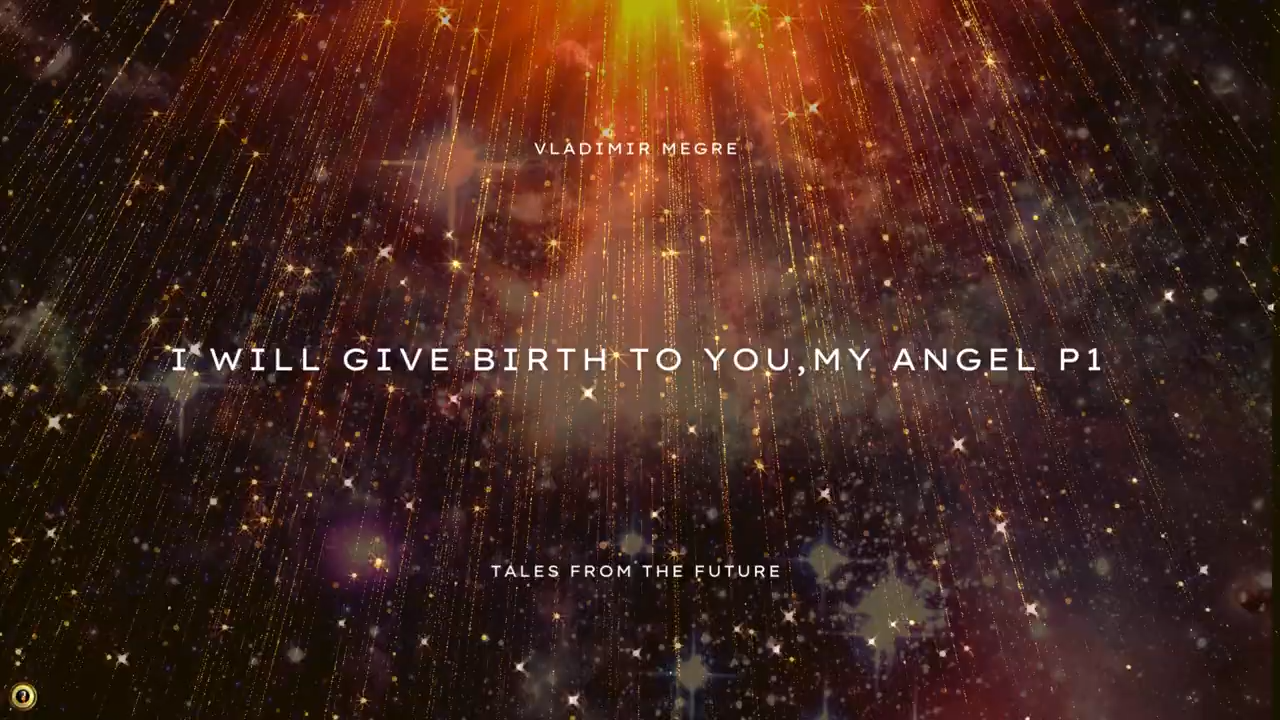 VLADIMIR MEGRE
I WILL GIVE BIRTH TO YOU,MY ANGEL P1
TALES FROM THE FUTURE